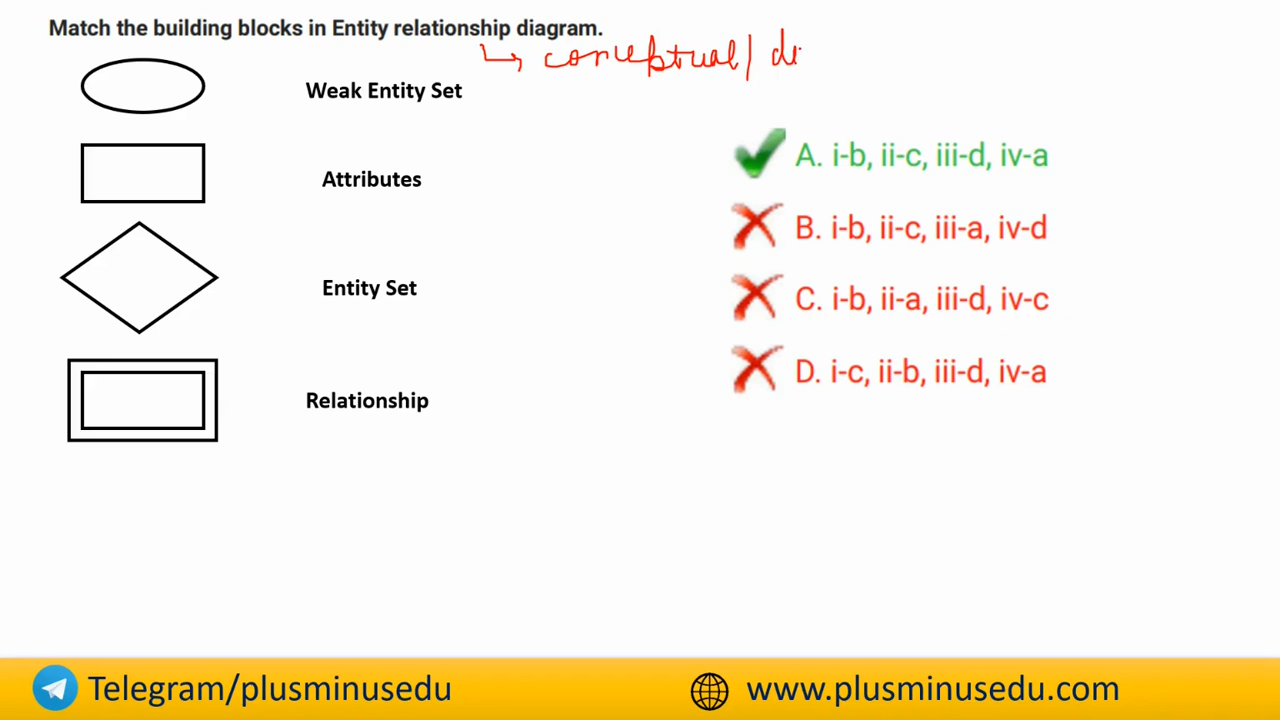 Match the building blocks in Entity relationship diagram.
conceptual/
Weak Entity Set
Attributes
Entity Set
Relationship
A. i-b, ii-c, iii-d, iv-a
B. i-b, ii-c, iii-a, iv-d
C. i-b, ii-a, iii-d, iv-c
D. i-c, ii-b, iii-d, iv-a
Telegram/plusminusedu
www.plusminusedu.com